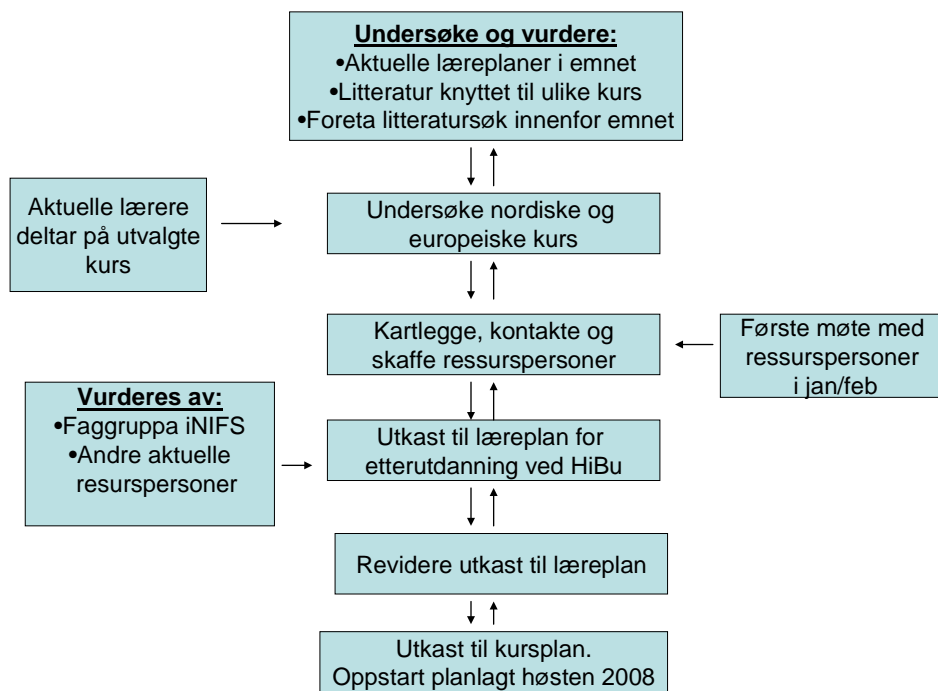 Undersøke og vurdere:
•Aktuelle læreplaner i emnet
•Litteratur knyttet til ulike kurs
•Foreta litteratursøk innenfor emnet
Aktuelle lærere
deltar på utvalgte
kurs
Undersøke nordiske og
europeiske kurs
Kartlegge, kontakte og
skaffe ressurspersoner
Første møte med
ressurspersoner
i jan/feb
Vurderes av:
•Faggruppa iNIFS
•Andre aktuelle
resurspersoner
Utkast til læreplan for
etterutdanning ved HiBu
Revidere utkast til læreplan
Utkast til kursplan.
Oppstart planlagt høsten 2008